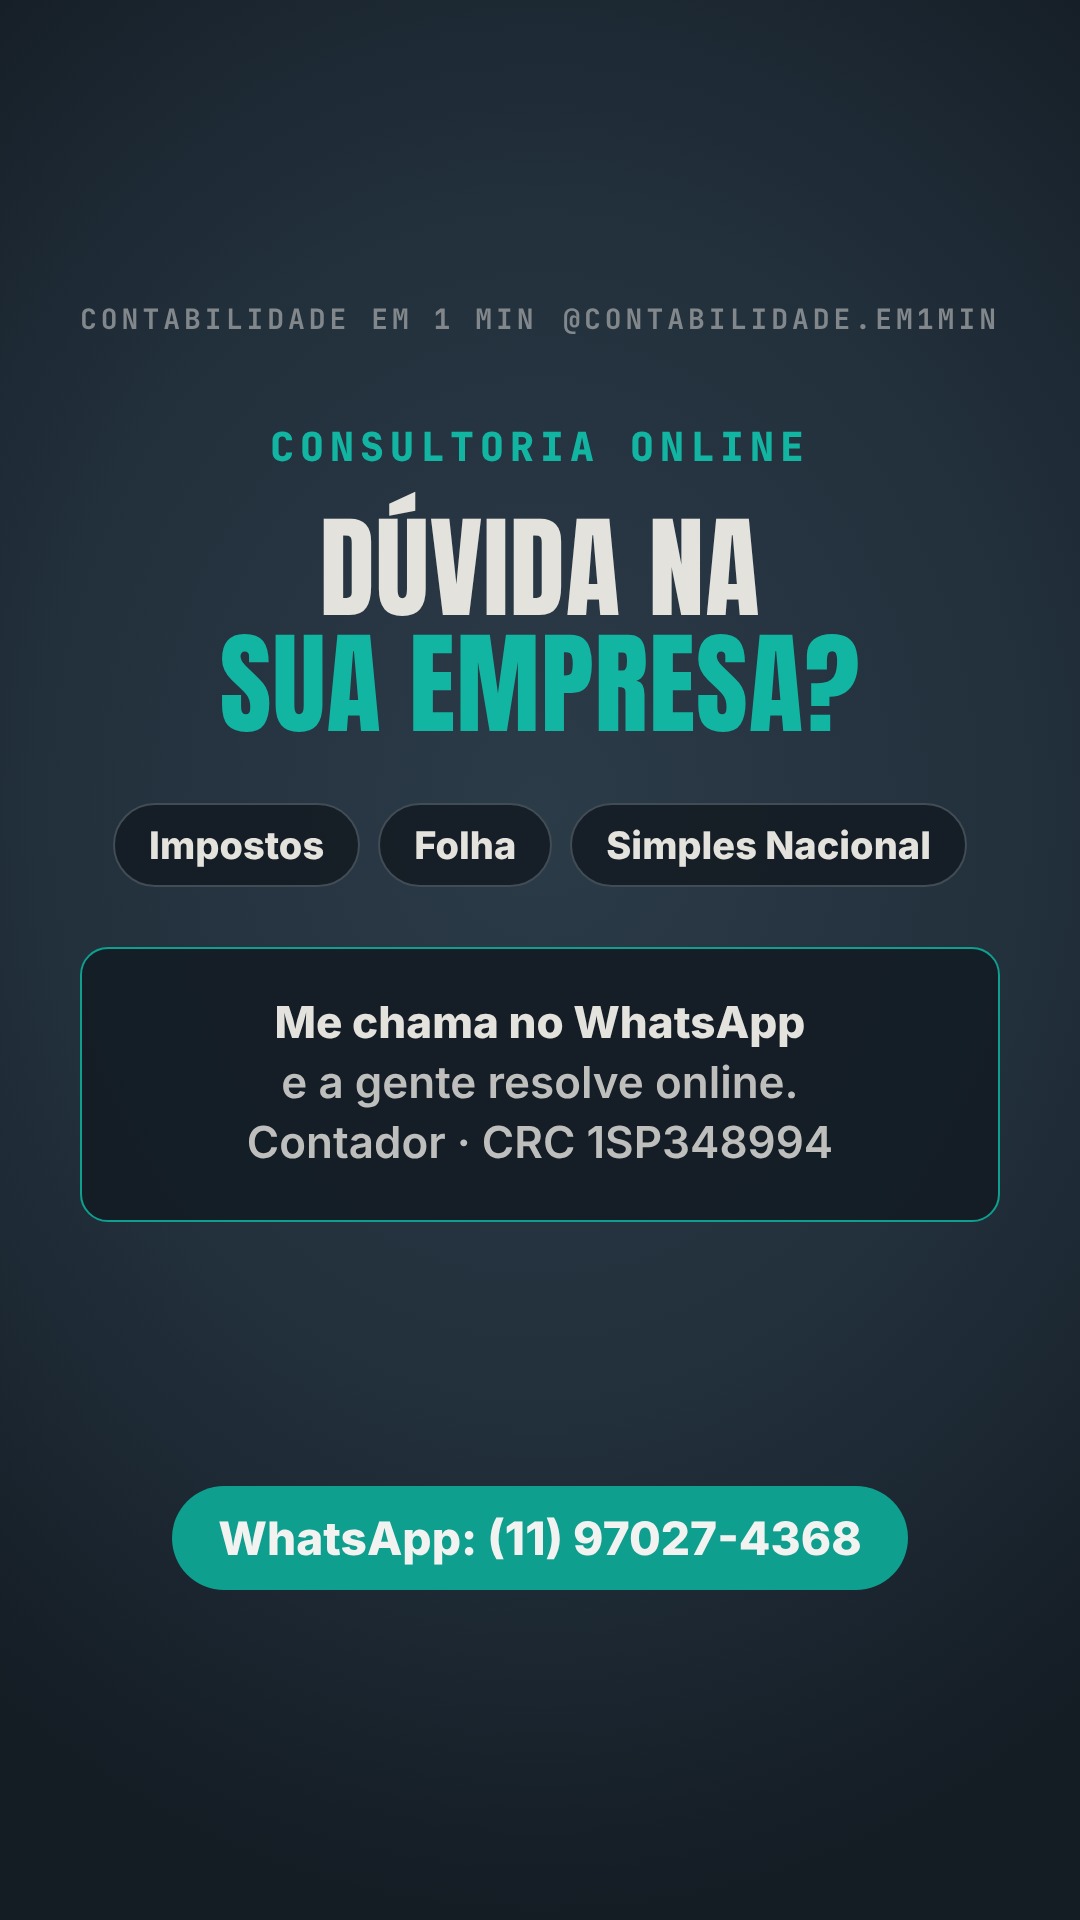 CONTABILIDADE EM 1 MIN @CONTABILIDADE.EM1MIN
CONSULTORIA ONLINE
DÚVIDA NA
SUA EMPRESA?
Impostos Folha Simples Nacional
Me chama no WhatsApp
e a gente resolve online.
Contador · CRC 1SP348994
WhatsApp: (11) 97027-4368